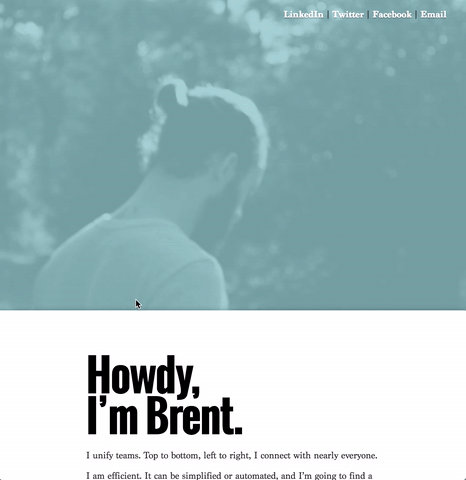 LinkedIn | Twitter | Facebook | Email
Howdy,
I'm Brent.
I unify teams. Top to bottom, left to right, I connect with nearly everyone.
I am efficient. It can be simplified or automated, and I'm going to find a